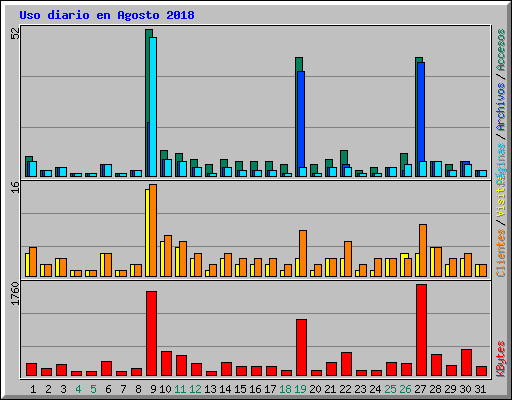 Uso diario en Agosto 2018
52
16
1760
Clientes / Visitas
Páginas / Archivos / Accesos
KBytes
1 2 3 4 5 6 7 8 9 10 11 12 13 14 15 16 17 18 19 20 21 22 23 24 25 26 27 28 29 30 31